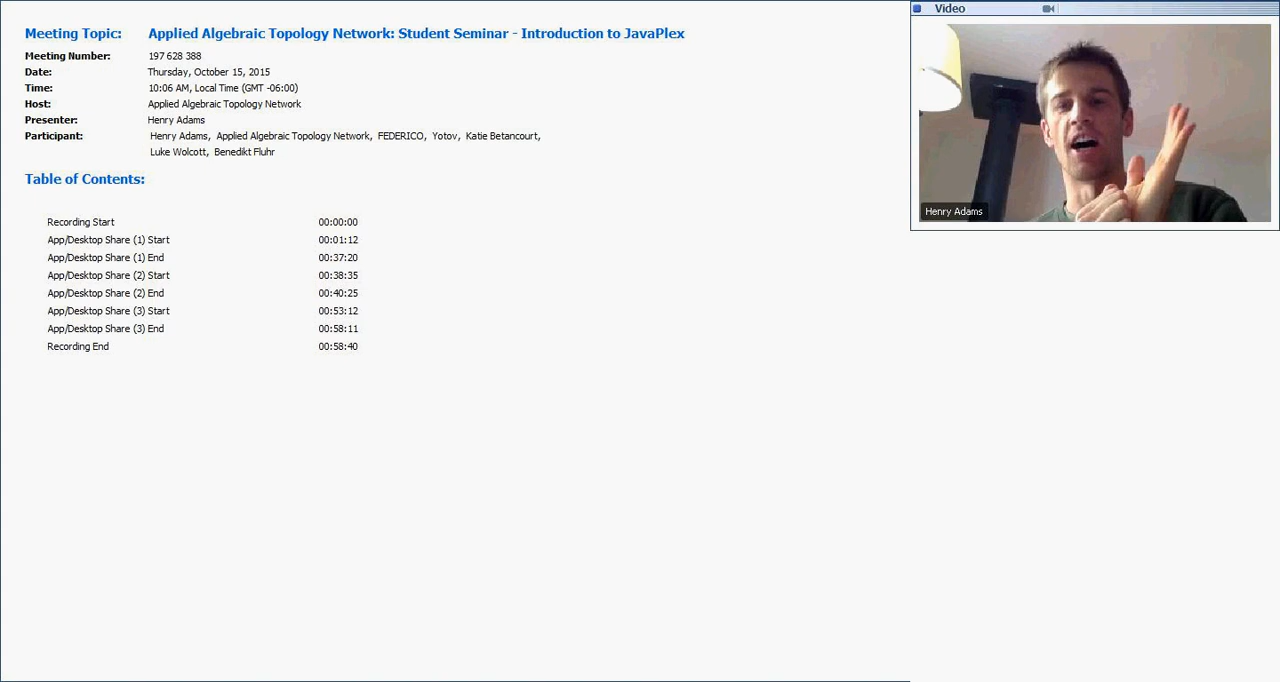 Meeting Topic: Applied Algebraic Topology Network: Student Seminar - Introduction to JavaPlex
Meeting Number: 197 628 388
Date: Thursday, October 15, 2015
Time: 10:06 AM, Local Time (GMT -06:00)
Host: Applied Algebraic Topology Network
Presenter: Henry Adams
Participant: Henry Adams, Applied Algebraic Topology Network, FEDERICO, Yotov, Katie Betancourt,
Luke Wolcott, Benedikt Fluhr
Table of Contents:
Recording Start 00:00:00
App/Desktop Share (1) Start 00:01:12
App/Desktop Share (1) End 00:37:20
App/Desktop Share (2) Start 00:38:35
App/Desktop Share (2) End 00:40:25
App/Desktop Share (3) Start 00:53:12
App/Desktop Share (3) End 00:58:11
Recording End 00:58:40
Video
Henry Adams